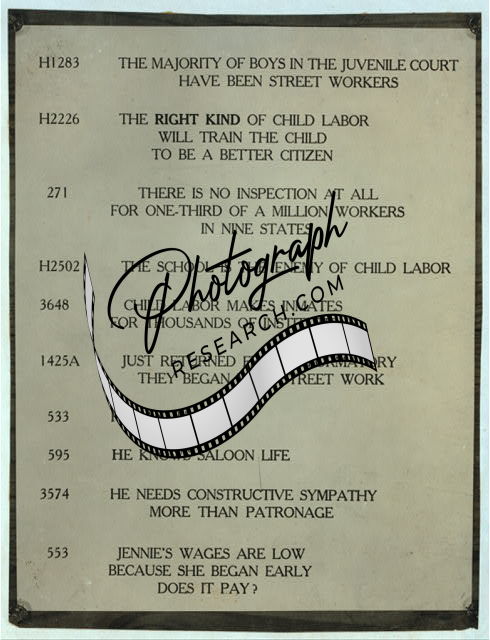 H1283 THE MAJORITY OF BOYS IN THE JUVENILE COURT
HAVE BEEN STREET WORKERS
H2226 THE RIGHT KIND OF CHILD LABOR
WILL TRAIN THE CHILD
TO BE A BETTER CITIZEN
271 THERE IS NO INSPECTION AT ALL
FOR ONE-THIRD OF A MILLION WORKERS
IN NINE STATES
H2502 THE SCHOOL IS THE ENEMY OF CHILD LABOR
3648 CHILD LABOR MAKES INMATES
FOR THOUSANDS
Photograph
RESEARCH.COM
1425A JUST RETURNED
THEY BEGAN STREET WORK
533
595 HE KNOWS SALOON LIFE
3574 HE NEEDS CONSTRUCTIVE SYMPATHY
MORE THAN PATRONAGE
553 JENNIE'S WAGES ARE LOW
BECAUSE SHE BEGAN EARLY
DOES IT PAY?